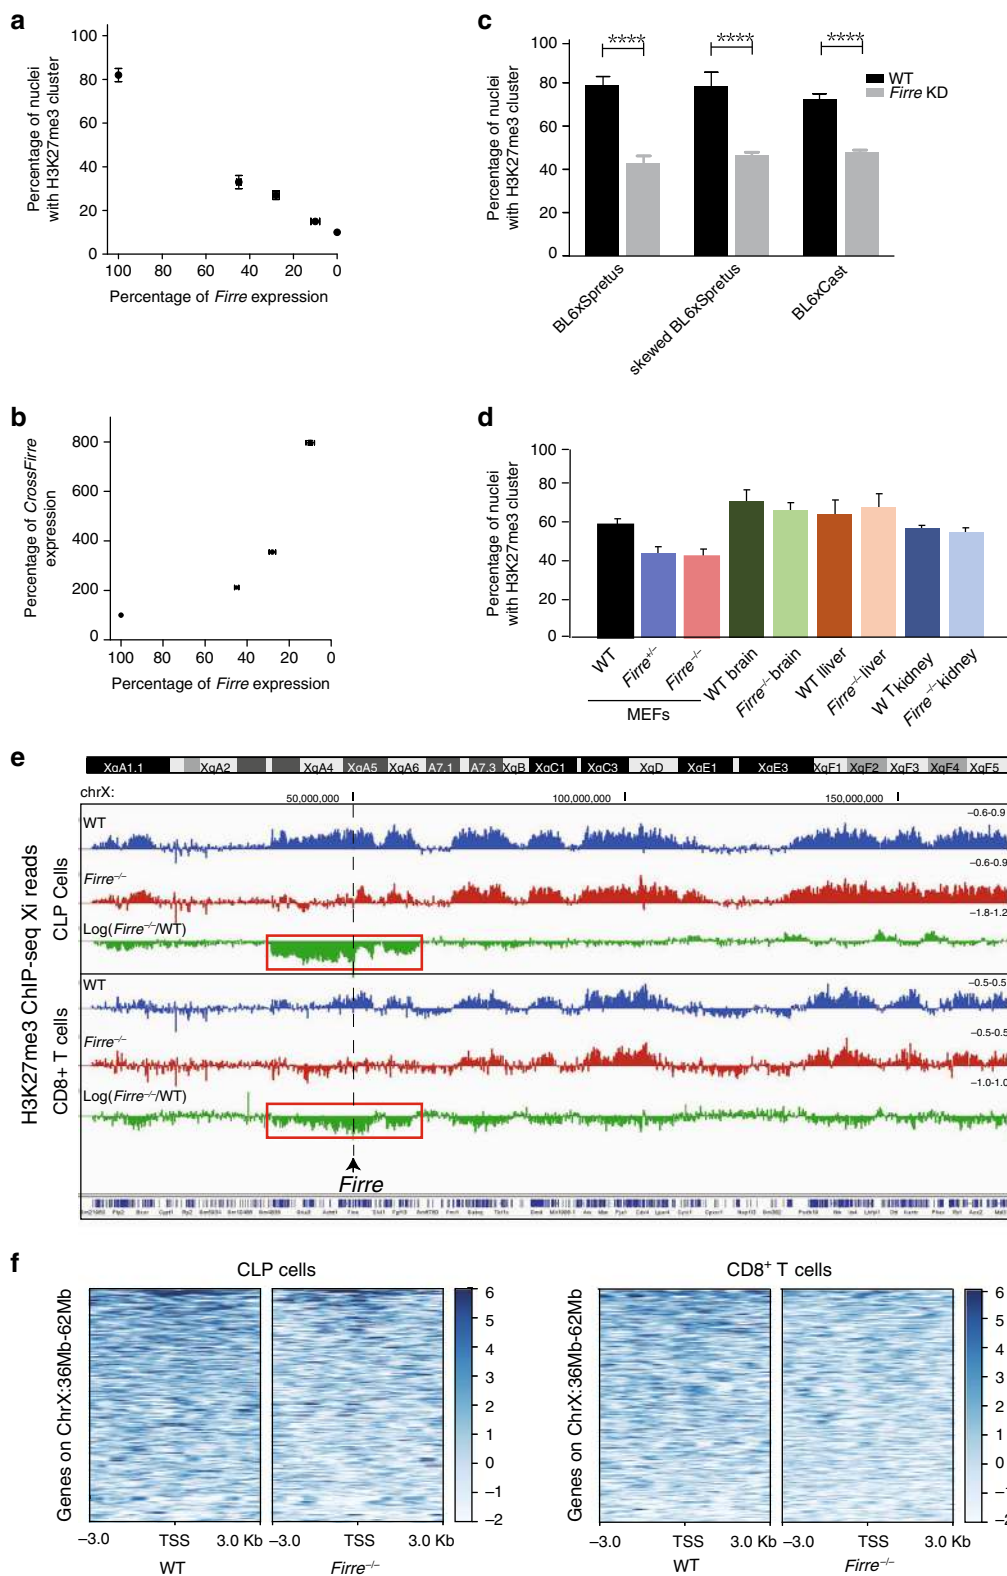 a
Percentage of nuclei
with H3K27me3 cluster
100
80
60
40
20
0
100 80 60 40 20 0
Percentage of Firre expression
b
Percentage of CrossFirre
expression
800
600
400
200
0
100 80 60 40 20 0
Percentage of Firre expression
c
Percentage of nuclei
with H3K27me3 cluster
100
80
60
40
20
0
**** **** ****
WT
Firre KD
BL6xSpretus
skewed BL6xSpretus
BL6xCast
d
Percentage of nuclei
with H3K27me3 cluster
100
80
60
40
20
0
WT
Firre+/–
Firre–/–
MEFs
WT brain
Firre–/– brain
WT lliver
Firre–/– liver
W T kidney
Firre–/– kidney
e
XqA1.1 XqA2 XqA4 XqA5 XqA6 A7.1 A7.3 XqB XqC1 XqC3 XqD XqE1 XqE3 XqF1 XqF2 XqF3 XqF4 XqF5
chrX: 50,000,000 100,000,000 150,000,000
H3K27me3 ChIP-seq Xi reads
CLP Cells
WT
–0.6-0.9
Firre–/–
–0.6-0.9
Log(Firre–/–/WT)
–1.8-1.2
CD8+ T cells
WT
–0.5-0.5
Firre–/–
–0.5-0.5
Log(Firre–/–/WT)
–1.0-1.0
Firre
f
CLP cells
Genes on ChrX:36Mb-62Mb
6
5
4
3
2
1
0
–1
–2
–3.0 TSS 3.0 Kb –3.0 TSS 3.0 Kb
WT Firre–/–
CD8+ T cells
Genes on ChrX:36Mb-62Mb
6
5
4
3
2
1
0
–1
–2
–3.0 TSS 3.0 Kb –3.0 TSS 3.0 Kb
WT Firre–/–